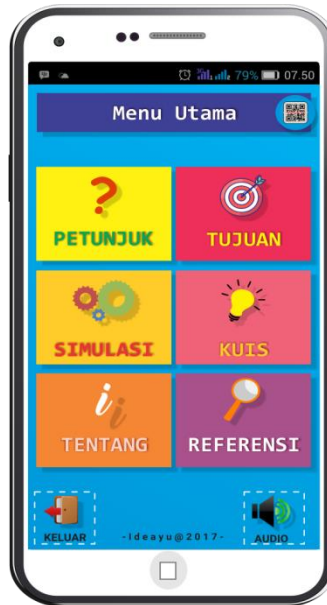 79% 07.50
Menu Utama
PETUNJUK
TUJUAN
SIMULASI
KUIS
TENTANG
REFERENSI
KELUAR
-Ideayu@2017-
AUDIO